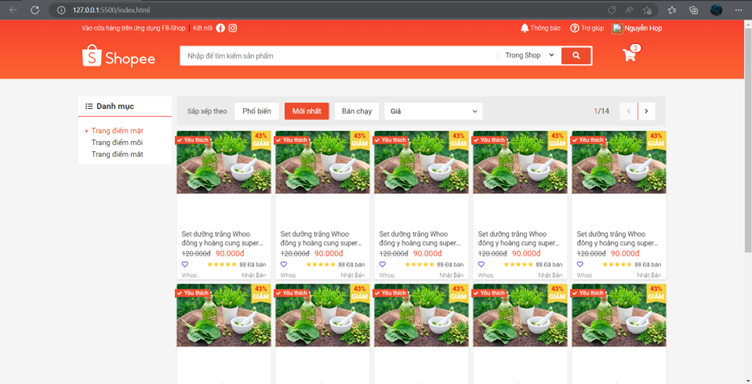 127.0.0.1:5500/index.html
Vào cửa hàng trên ứng dụng F8-Shop Kết nối Thông báo Trợ giúp Nguyễn Họp
Shopee Nhập để tìm kiếm sản phẩm Trong Shop 3
Danh mục
Trang điểm mặt
Trang điểm môi
Trang điểm mắt
Sắp xếp theo Phổ biến Mới nhất Bán chạy Giá 1/14
Yêu thích 43% GIẢM Yêu thích 43% GIẢM Yêu thích 43% GIẢM Yêu thích 43% GIẢM Yêu thích 43% GIẢM
Set dưỡng trắng Whoo Set dưỡng trắng Whoo Set dưỡng trắng Whoo Set dưỡng trắng Whoo Set dưỡng trắng Whoo
đông y hoàng cung super... đông y hoàng cung super... đông y hoàng cung super... đông y hoàng cung super... đông y hoàng cung super...
120.000đ 90.000đ 120.000đ 90.000đ 120.000đ 90.000đ 120.000đ 90.000đ 120.000đ 90.000đ
88 Đã bán 88 Đã bán 88 Đã bán 88 Đã bán 88 Đã bán
Whoo Nhật Bản Whoo Nhật Bản Whoo Nhật Bản Whoo Nhật Bản Whoo Nhật Bản
Yêu thích 43% GIẢM Yêu thích 43% GIẢM Yêu thích 43% GIẢM Yêu thích 43% GIẢM Yêu thích 43% GIẢM